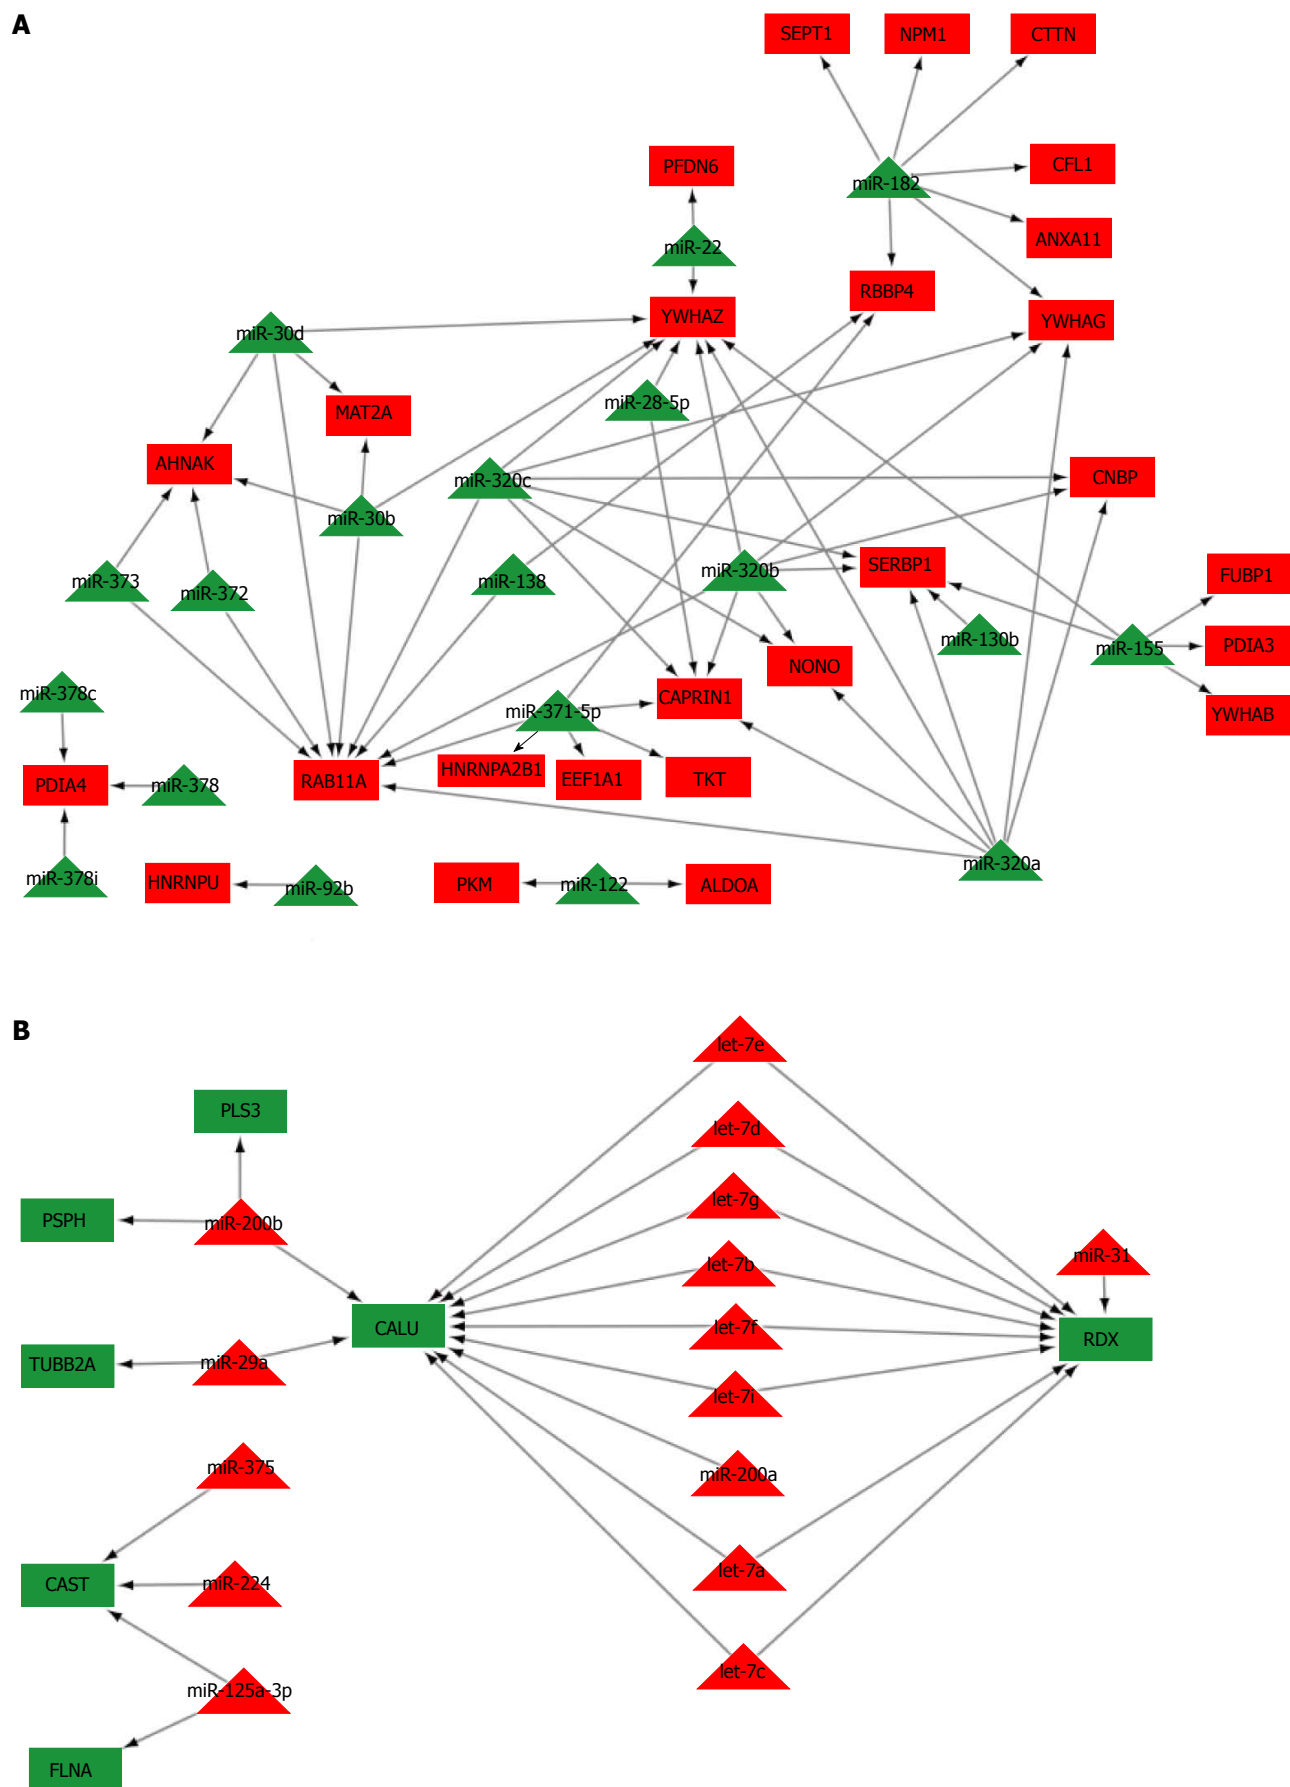 A
SEPT1
NPM1
CTTN
PFDN6
CFL1
miR-182
miR-22
ANXA11
RBBP4
YWHAZ
YWHAG
miR-30d
miR-28-5p
MAT2A
AHNAK
miR-320c
CNBP
miR-30b
miR-373
miR-372
miR-138
miR-320b
SERBP1
FUBP1
miR-130b
miR-155
PDIA3
NONO
miR-378c
miR-371-5p
CAPRIN1
YWHAB
PDIA4
miR-378
RAB11A
HNRNPA2B1
EEF1A1
TKT
miR-320a
miR-378i
HNRNPU
miR-92b
PKM
miR-122
ALDOA
B
let-7e
PLS3
let-7d
PSPH
miR-200b
let-7g
miR-31
let-7b
CALU
let-7f
RDX
TUBB2A
miR-29a
let-7i
miR-375
miR-200a
CAST
miR-224
let-7a
miR-125a-3p
let-7c
FLNA